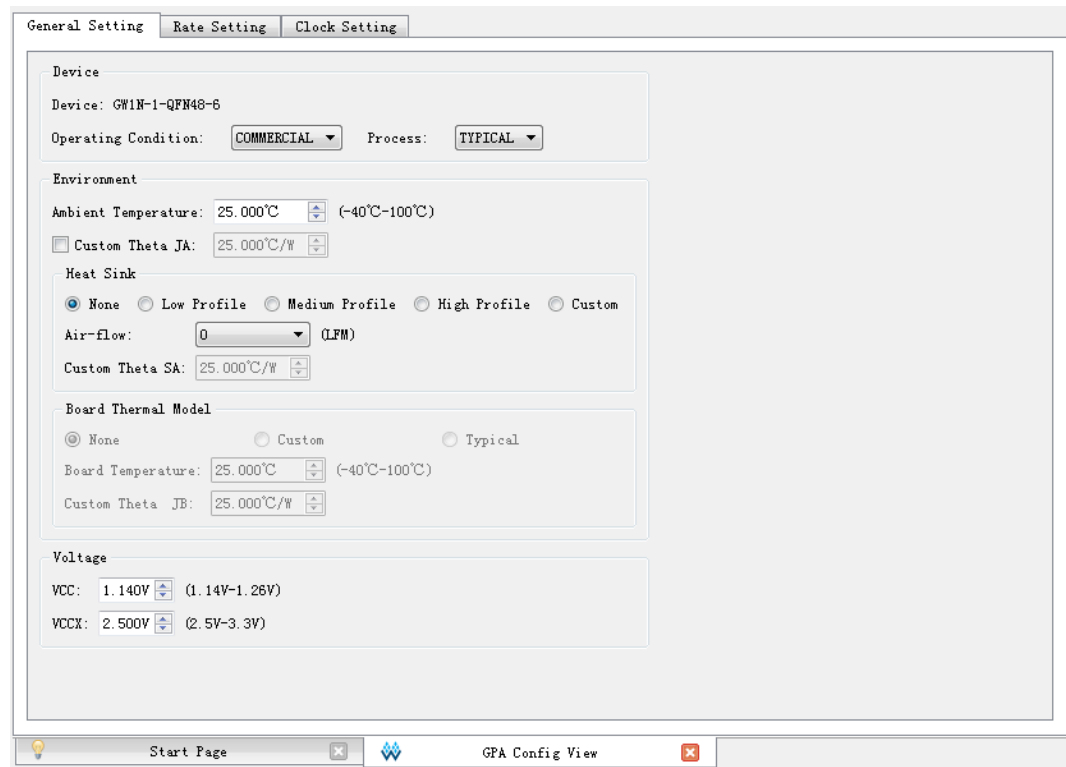 General Setting Rate Setting Clock Setting
Device
Device: GW1N-1-QFN48-6
Operating Condition: COMMERCIAL Process: TYPICAL
Environment
Ambient Temperature: 25.000℃ (-40℃-100℃)
Custom Theta JA: 25.000℃/W
Heat Sink
None Low Profile Medium Profile High Profile Custom
Air-flow: 0 (LFM)
Custom Theta SA: 25.000℃/W
Board Thermal Model
None Custom Typical
Board Temperature: 25.000℃ (-40℃-100℃)
Custom Theta JB: 25.000℃/W
Voltage
VCC: 1.140V (1.14V-1.26V)
VCCX: 2.500V (2.5V-3.3V)
Start Page GPA Config View